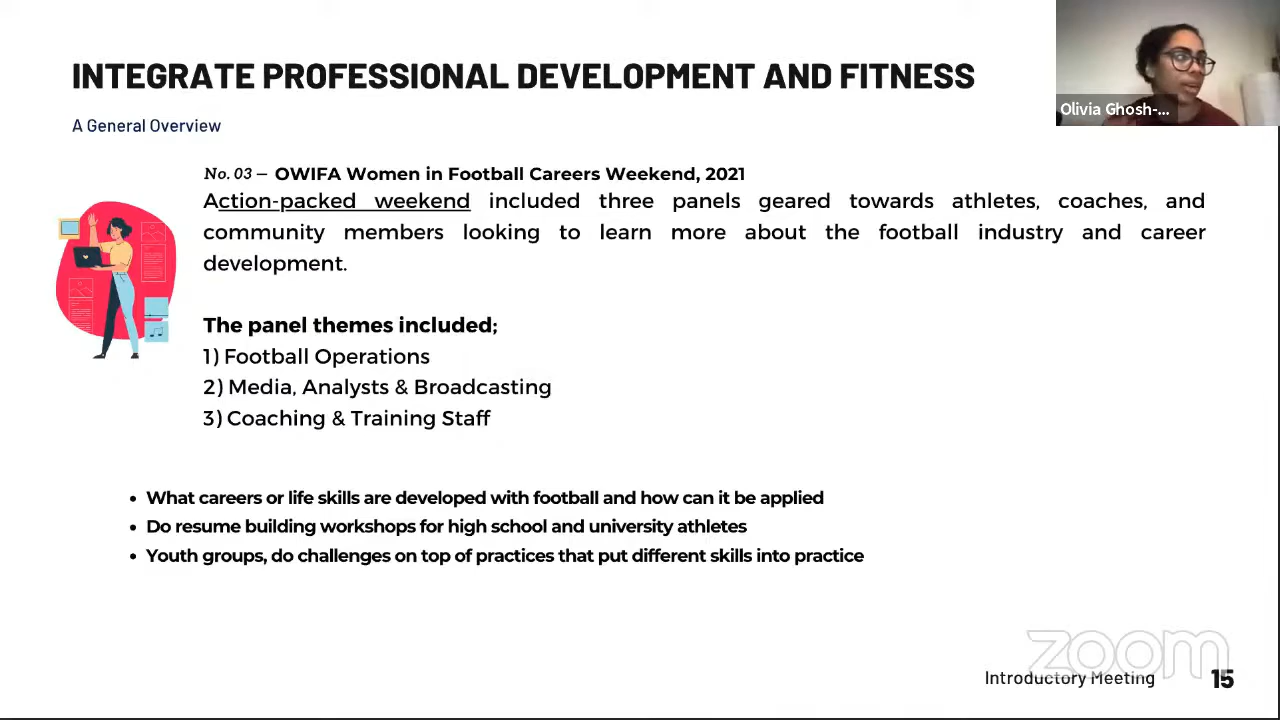 INTEGRATE PROFESSIONAL DEVELOPMENT AND FITNESS
Olivia Ghosh-...
A General Overview
No. 03 – OWIFA Women in Football Careers Weekend, 2021
Action-packed weekend included three panels geared towards athletes, coaches, and
community members looking to learn more about the football industry and career
development.
The panel themes included;
1) Football Operations
2) Media, Analysts & Broadcasting
3) Coaching & Training Staff
• What careers or life skills are developed with football and how can it be applied
• Do resume building workshops for high school and university athletes
• Youth groups, do challenges on top of practices that put different skills into practice
zoom
Introductory Meeting 15